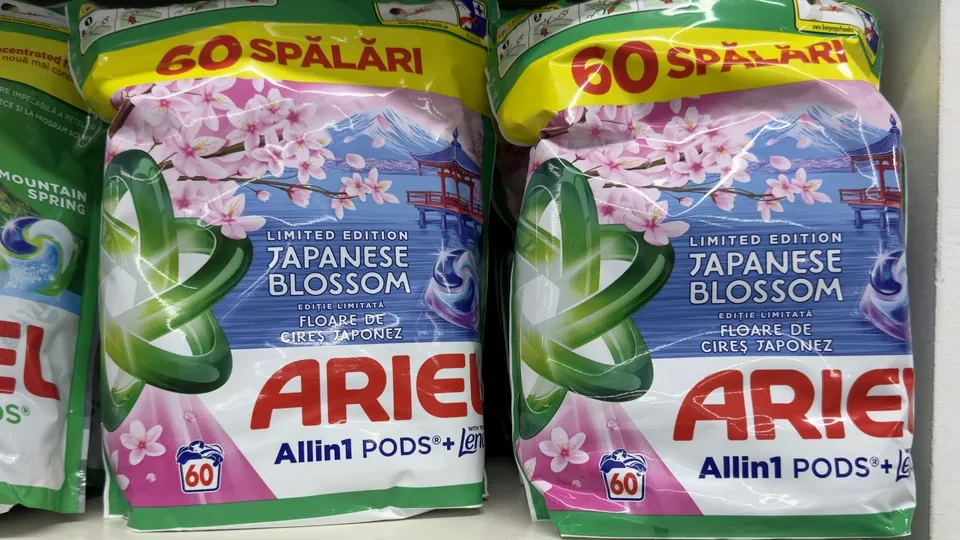 MOUNTAIN
SPRING
60 SPĂLĂRI
LIMITED EDITION
JAPANESE
BLOSSOM
EDIȚIE LIMITATĂ
FLOARE DE
CIREȘ JAPONEZ
ARIEL
Allin1 PODS®+
60
60 SPĂLĂRI
LIMITED EDITION
JAPANESE
BLOSSOM
EDIȚIE LIMITATĂ
FLOARE DE
CIREȘ JAPONEZ
ARIEL
Allin1 PODS®+
60